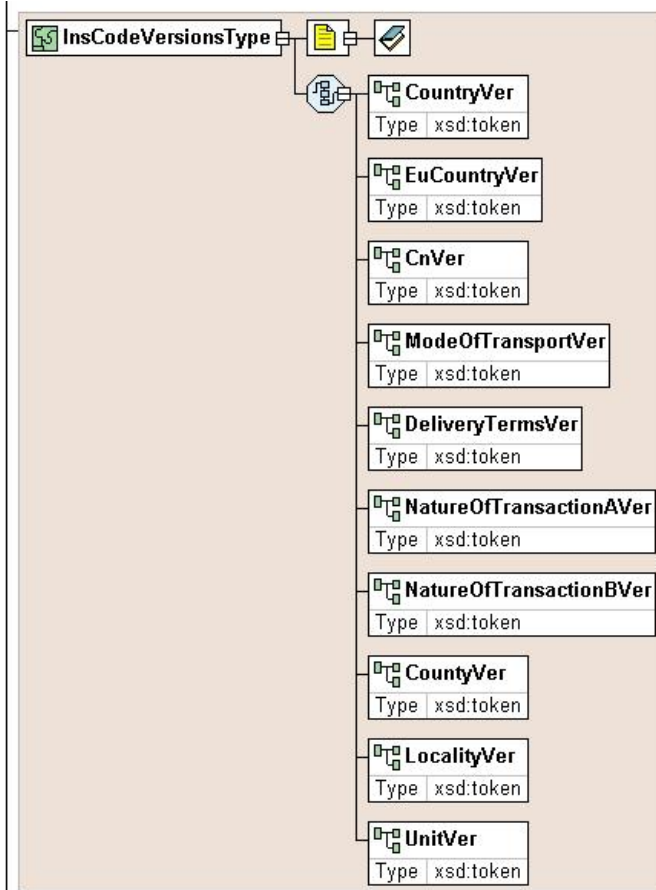 InsCodeVersionsType
CountryVer
Type xsd:token
EuCountryVer
Type xsd:token
CnVer
Type xsd:token
ModeOfTransportVer
Type xsd:token
DeliveryTermsVer
Type xsd:token
NatureOfTransactionAVer
Type xsd:token
NatureOfTransactionBVer
Type xsd:token
CountyVer
Type xsd:token
LocalityVer
Type xsd:token
UnitVer
Type xsd:token